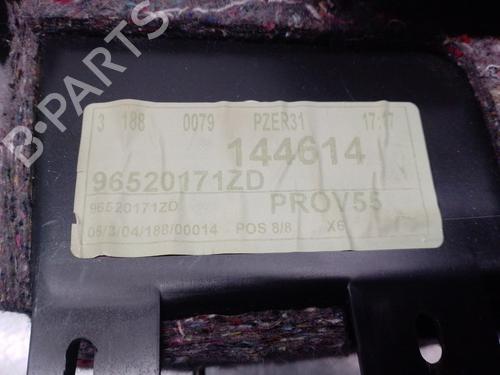 B-PARTS
3 188 0079 PZER31 17:17
144614
96520171ZD
96520171ZD PROV55
05/3/04/188/00014 POS 8/8 X6